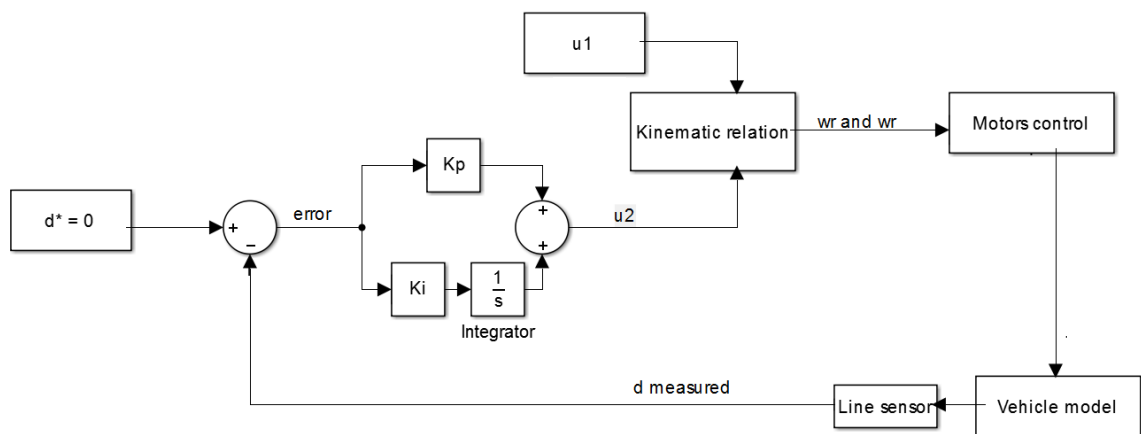 u1
Kinematic relation
wr and wr
Motors control
Kp
d* = 0
+
−
error
+
+
u2
Ki
1
s
Integrator
d measured
Line sensor
Vehicle model